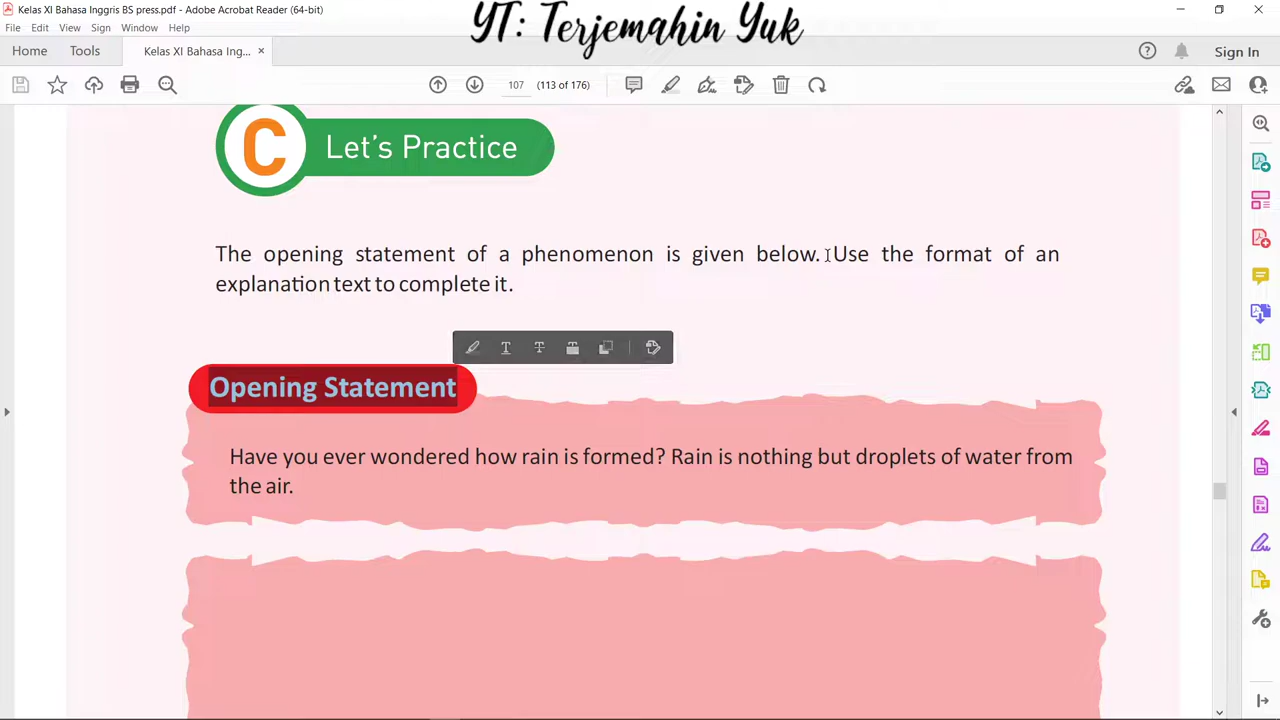 Kelas XI Bahasa Inggris BS press.pdf - Adobe Acrobat Reader (64-bit)
YT: Terjemahin Yuk
File Edit View Sign Window Help
Home Tools Kelas XI Bahasa Ing... × Sign In
107 (113 of 176)
C Let's Practice
The opening statement of a phenomenon is given below. Use the format of an
explanation text to complete it.
Opening Statement
Have you ever wondered how rain is formed? Rain is nothing but droplets of water from
the air.